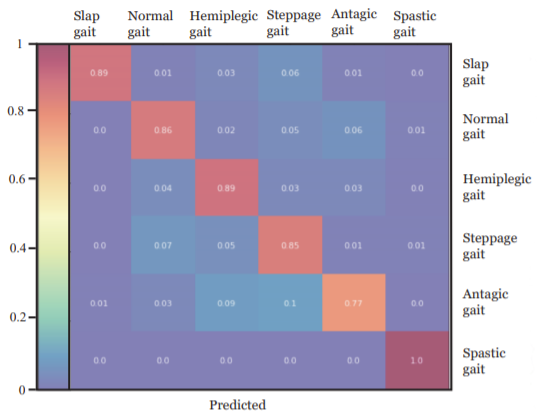 Slap gait
Normal gait
Hemiplegic gait
Steppage gait
Antagic gait
Spastic gait
1
0.8
0.6
0.4
0.2
0
0.89 0.01 0.03 0.06 0.01 0.0
Slap gait
0.0 0.86 0.02 0.05 0.06 0.01
Normal gait
0.0 0.04 0.89 0.03 0.03 0.0
Hemiplegic gait
0.0 0.07 0.05 0.85 0.01 0.01
Steppage gait
0.01 0.03 0.09 0.1 0.77 0.0
Antagic gait
0.0 0.0 0.0 0.0 0.0 1.0
Spastic gait
Predicted